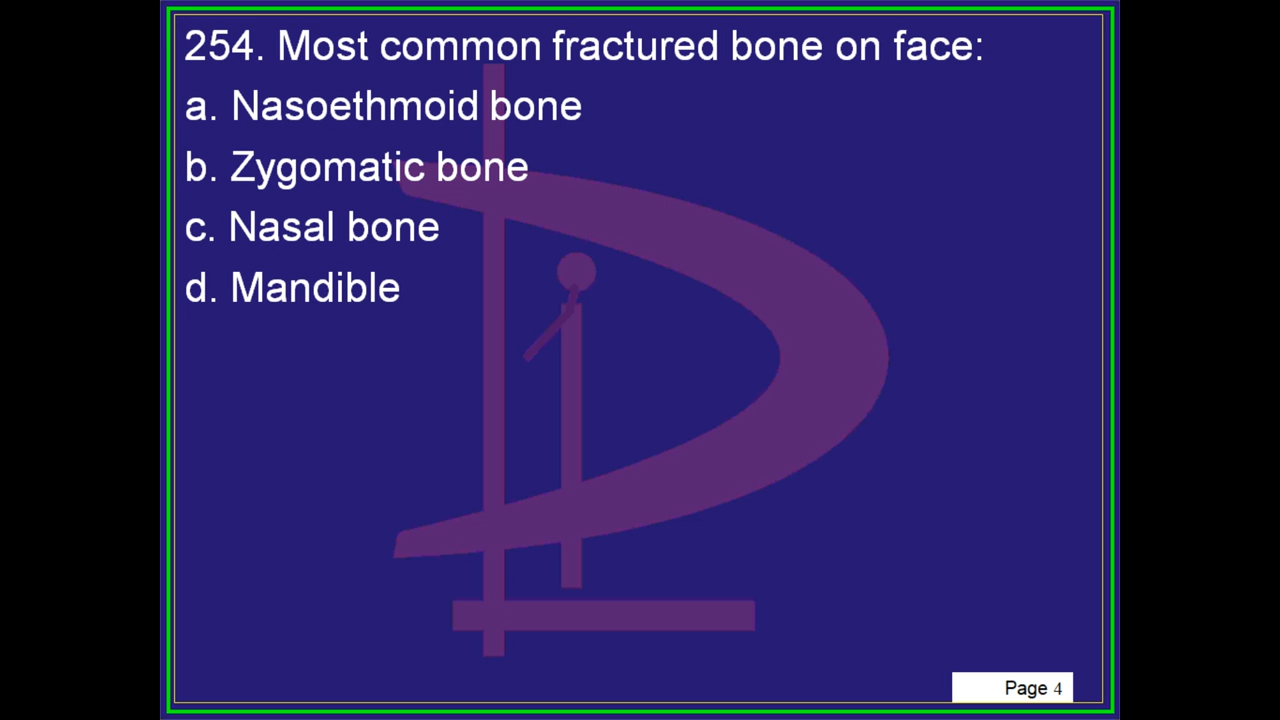 254. Most common fractured bone on face:
a. Nasoethmoid bone
b. Zygomatic bone
c. Nasal bone
d. Mandible
Page 4